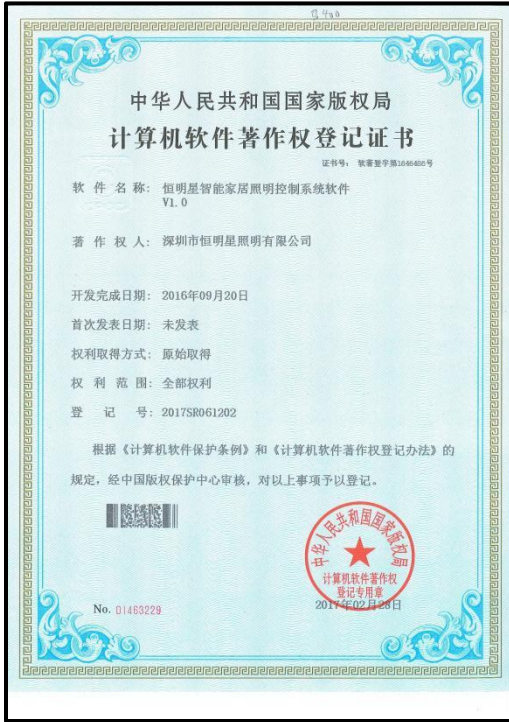 中华人民共和国国家版权局
计算机软件著作权登记证书
证书号： 软著登字第1646486号
软件名称： 恒明星智能家居照明控制系统软件
V1.0
著作权人： 深圳市恒明星照明有限公司
开发完成日期： 2016年09月20日
首次发表日期： 未发表
权利取得方式： 原始取得
权利范围： 全部权利
登记号： 2017SR061202
根据《计算机软件保护条例》和《计算机软件著作权登记办法》的
规定，经中国版权保护中心审核，对以上事项予以登记。
中华人民共和国国家版权局
计算机软件著作权
登记专用章
No. 01463229
2017年02月28日